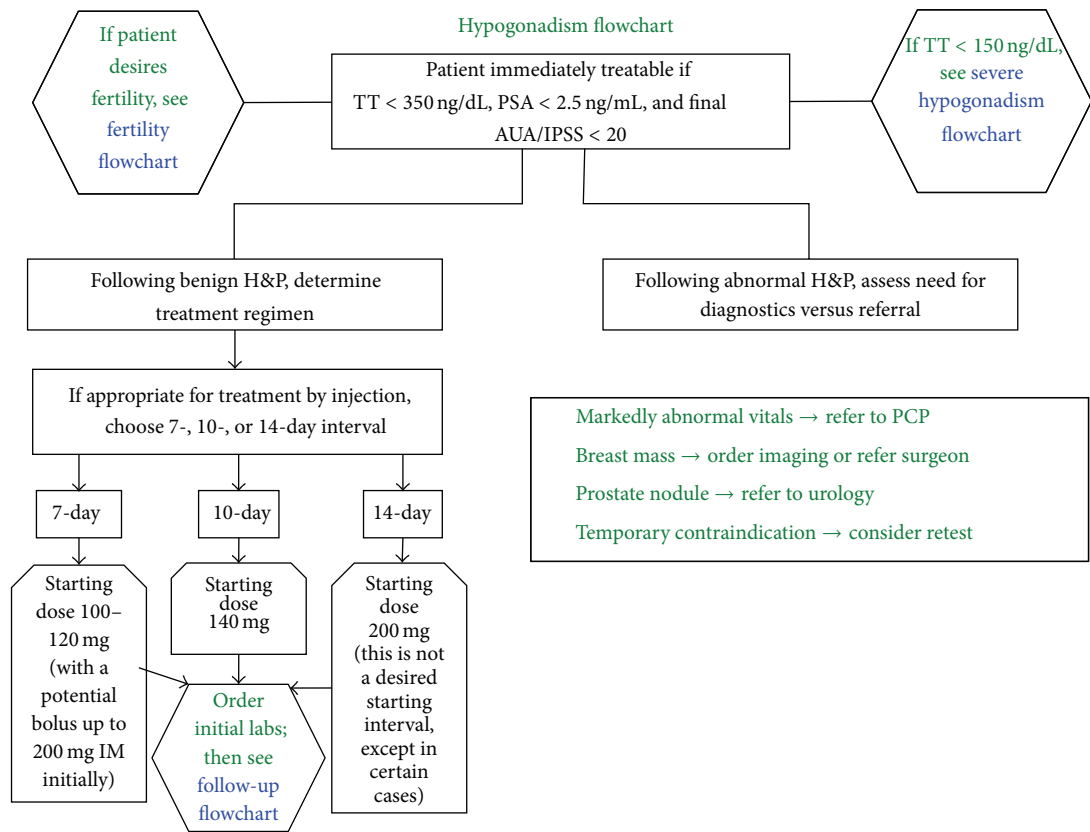 Hypogonadism flowchart
If patient
desires
fertility, see
fertility
flowchart
Patient immediately treatable if
TT < 350 ng/dL, PSA < 2.5 ng/mL, and final
AUA/IPSS < 20
If TT < 150 ng/dL,
see severe
hypogonadism
flowchart
Following benign H&P, determine
treatment regimen
Following abnormal H&P, assess need for
diagnostics versus referral
If appropriate for treatment by injection,
choose 7-, 10-, or 14-day interval
Markedly abnormal vitals → refer to PCP
Breast mass → order imaging or refer surgeon
Prostate nodule → refer to urology
Temporary contraindication → consider retest
7-day
10-day
14-day
Starting
dose 100–
120 mg
(with a
potential
bolus up to
200 mg IM
initially)
Starting
dose
140 mg
Starting
dose
200 mg
(this is not
a desired
starting
interval,
except in
certain
cases)
Order
initial labs;
then see
follow-up
flowchart